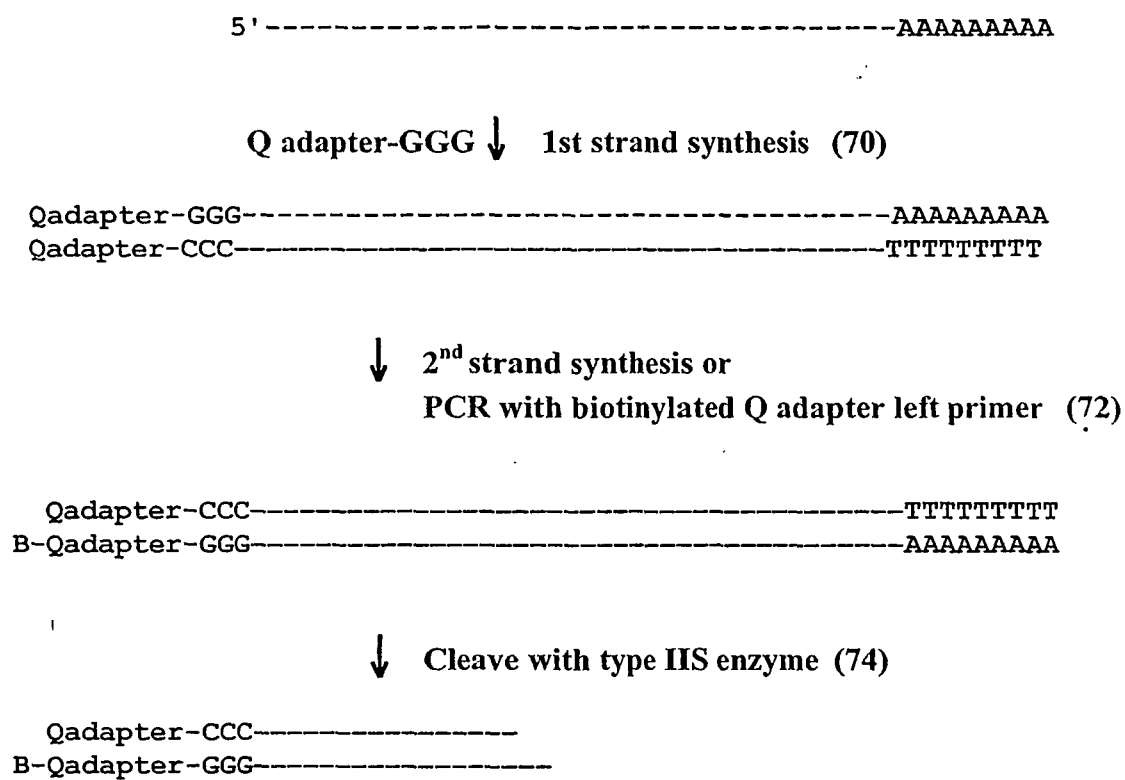 5'------------------------------------AAAAAAAAA
Q adapter-GGG ↓ 1st strand synthesis (70)
Qadapter-GGG-------------------------------------AAAAAAAAA
Qadapter-CCC-------------------------------------TTTTTTTTT
↓ 2nd strand synthesis or
PCR with biotinylated Q adapter left primer (72)
Qadapter-CCC-------------------------------------TTTTTTTTT
B-Qadapter-GGG-------------------------------------AAAAAAAAA
↓ Cleave with type IIS enzyme (74)
Qadapter-CCC---------------
B-Qadapter-GGG-----------------